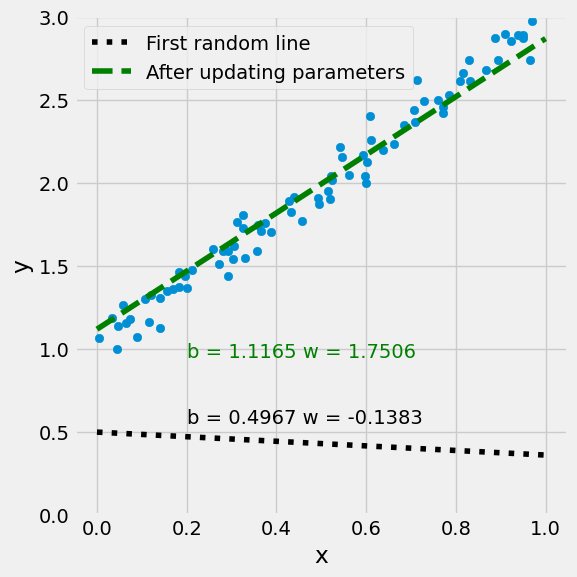 3.0
First random line
After updating parameters
2.5
2.0
y
1.5
1.0
b = 1.1165 w = 1.7506
b = 0.4967 w = -0.1383
0.5
0.0
0.0 0.2 0.4 0.6 0.8 1.0
x